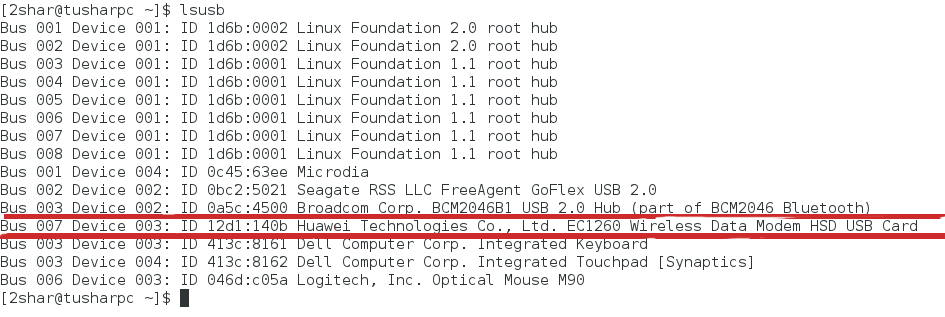 [2shar@tusharpc ~]$ lsusb
Bus 001 Device 001: ID 1d6b:0002 Linux Foundation 2.0 root hub
Bus 002 Device 001: ID 1d6b:0002 Linux Foundation 2.0 root hub
Bus 003 Device 001: ID 1d6b:0001 Linux Foundation 1.1 root hub
Bus 004 Device 001: ID 1d6b:0001 Linux Foundation 1.1 root hub
Bus 005 Device 001: ID 1d6b:0001 Linux Foundation 1.1 root hub
Bus 006 Device 001: ID 1d6b:0001 Linux Foundation 1.1 root hub
Bus 007 Device 001: ID 1d6b:0001 Linux Foundation 1.1 root hub
Bus 008 Device 001: ID 1d6b:0001 Linux Foundation 1.1 root hub
Bus 001 Device 004: ID 0c45:63ee Microdia
Bus 002 Device 002: ID 0bc2:5021 Seagate RSS LLC FreeAgent GoFlex USB 2.0
Bus 003 Device 002: ID 0a5c:4500 Broadcom Corp. BCM2046B1 USB 2.0 Hub (part of BCM2046 Bluetooth)
Bus 007 Device 003: ID 12d1:140b Huawei Technologies Co., Ltd. EC1260 Wireless Data Modem HSD USB Card
Bus 003 Device 003: ID 413c:8161 Dell Computer Corp. Integrated Keyboard
Bus 003 Device 004: ID 413c:8162 Dell Computer Corp. Integrated Touchpad [Synaptics]
Bus 006 Device 003: ID 046d:c05a Logitech, Inc. Optical Mouse M90
[2shar@tusharpc ~]$